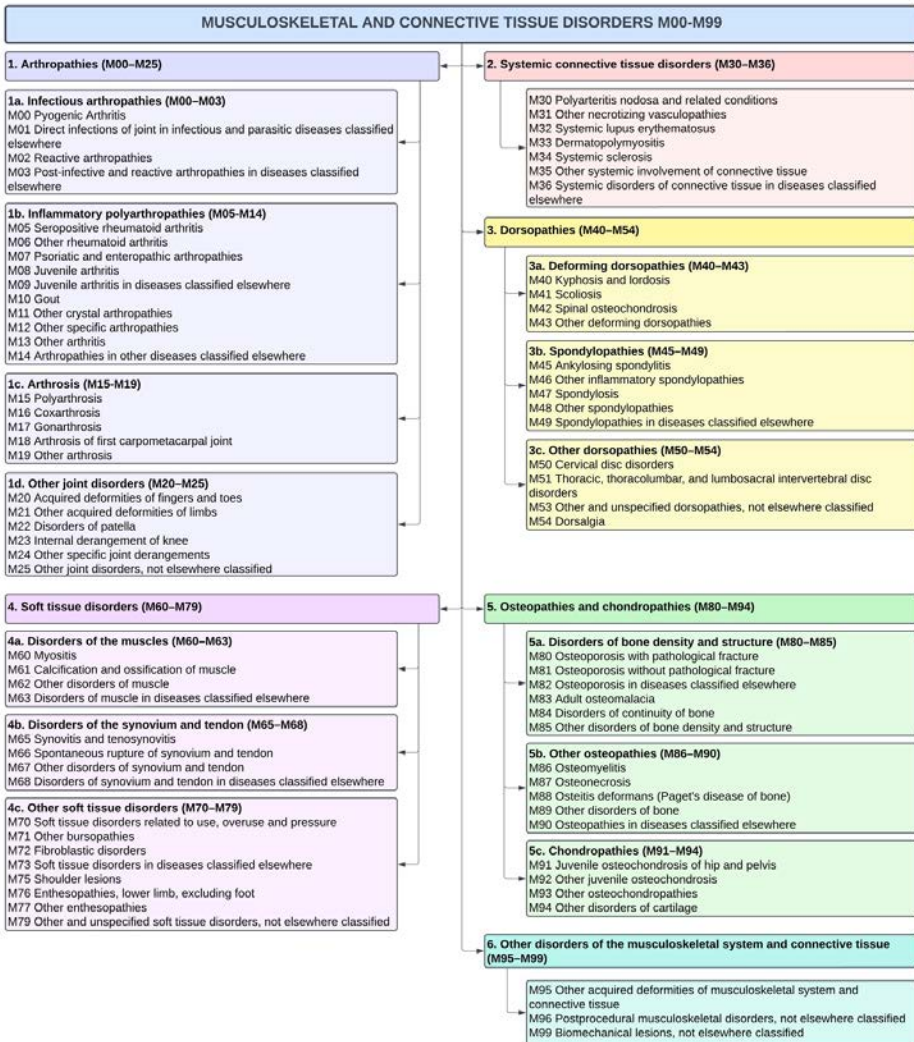 MUSCULOSKELETAL AND CONNECTIVE TISSUE DISORDERS M00-M99
1. Arthropathies (M00–M25)
1a. Infectious arthropathies (M00–M03)
M00 Pyogenic Arthritis
M01 Direct infections of joint in infectious and parasitic diseases classified
elsewhere
M02 Reactive arthropathies
M03 Post-infective and reactive arthropathies in diseases classified
elsewhere
1b. Inflammatory polyarthropathies (M05-M14)
M05 Seropositive rheumatoid arthritis
M06 Other rheumatoid arthritis
M07 Psoriatic and enteropathic arthropathies
M08 Juvenile arthritis
M09 Juvenile arthritis in diseases classified elsewhere
M10 Gout
M11 Other crystal arthropathies
M12 Other specific arthropathies
M13 Other arthritis
M14 Arthropathies in other diseases classified elsewhere
1c. Arthrosis (M15-M19)
M15 Polyarthrosis
M16 Coxarthrosis
M17 Gonarthrosis
M18 Arthrosis of first carpometacarpal joint
M19 Other arthrosis
1d. Other joint disorders (M20–M25)
M20 Acquired deformities of fingers and toes
M21 Other acquired deformities of limbs
M22 Disorders of patella
M23 Internal derangement of knee
M24 Other specific joint derangements
M25 Other joint disorders, not elsewhere classified
2. Systemic connective tissue disorders (M30–M36)
M30 Polyarteritis nodosa and related conditions
M31 Other necrotizing vasculopathies
M32 Systemic lupus erythematosus
M33 Dermatopolymyositis
M34 Systemic sclerosis
M35 Other systemic involvement of connective tissue
M36 Systemic disorders of connective tissue in diseases classified
elsewhere
3. Dorsopathies (M40–M54)
3a. Deforming dorsopathies (M40–M43)
M40 Kyphosis and lordosis
M41 Scoliosis
M42 Spinal osteochondrosis
M43 Other deforming dorsopathies
3b. Spondylopathies (M45–M49)
M45 Ankylosing spondylitis
M46 Other inflammatory spondylopathies
M47 Spondylosis
M48 Other spondylopathies
M49 Spondylopathies in diseases classified elsewhere
3c. Other dorsopathies (M50–M54)
M50 Cervical disc disorders
M51 Thoracic, thoracolumbar, and lumbosacral intervertebral disc
disorders
M53 Other and unspecified dorsopathies, not elsewhere classified
M54 Dorsalgia
4. Soft tissue disorders (M60–M79)
4a. Disorders of the muscles (M60–M63)
M60 Myositis
M61 Calcification and ossification of muscle
M62 Other disorders of muscle
M63 Disorders of muscle in diseases classified elsewhere
4b. Disorders of the synovium and tendon (M65–M68)
M65 Synovitis and tenosynovitis
M66 Spontaneous rupture of synovium and tendon
M67 Other disorders of synovium and tendon
M68 Disorders of synovium and tendon in diseases classified elsewhere
4c. Other soft tissue disorders (M70–M79)
M70 Soft tissue disorders related to use, overuse and pressure
M71 Other bursopathies
M72 Fibroblastic disorders
M73 Soft tissue disorders in diseases classified elsewhere
M75 Shoulder lesions
M76 Enthesopathies, lower limb, excluding foot
M77 Other enthesopathies
M79 Other and unspecified soft tissue disorders, not elsewhere classified
5. Osteopathies and chondropathies (M80–M94)
5a. Disorders of bone density and structure (M80–M85)
M80 Osteoporosis with pathological fracture
M81 Osteoporosis without pathological fracture
M82 Osteoporosis in diseases classified elsewhere
M83 Adult osteomalacia
M84 Disorders of continuity of bone
M85 Other disorders of bone density and structure
5b. Other osteopathies (M86–M90)
M86 Osteomyelitis
M87 Osteonecrosis
M88 Osteitis deformans (Paget's disease of bone)
M89 Other disorders of bone
M90 Osteopathies in diseases classified elsewhere
5c. Chondropathies (M91–M94)
M91 Juvenile osteochondrosis of hip and pelvis
M92 Other juvenile osteochondrosis
M93 Other osteochondropathies
M94 Other disorders of cartilage
6. Other disorders of the musculoskeletal system and connective tissue
(M95–M99)
M95 Other acquired deformities of musculoskeletal system and
connective tissue
M96 Postprocedural musculoskeletal disorders, not elsewhere classified
M99 Biomechanical lesions, not elsewhere classified